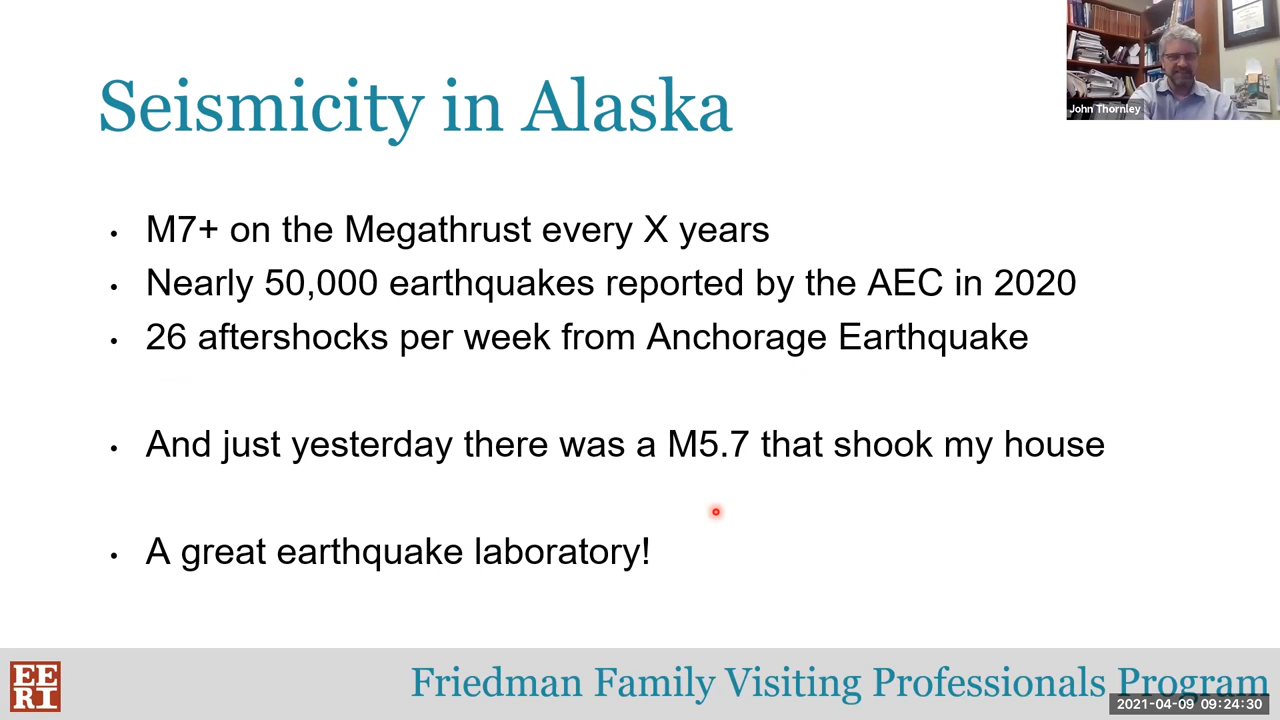 Seismicity in Alaska
John Thornley
• M7+ on the Megathrust every X years
• Nearly 50,000 earthquakes reported by the AEC in 2020
• 26 aftershocks per week from Anchorage Earthquake
• And just yesterday there was a M5.7 that shook my house
• A great earthquake laboratory!
EE
RI
Friedman Family Visiting Professionals Program
2021-04-09 09:24:30